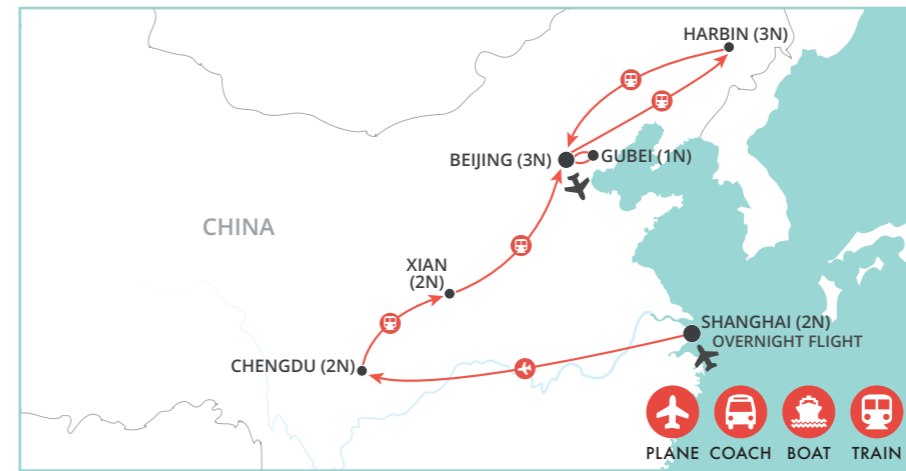 HARBIN (3N)
BEIJING (3N)
GUBEI (1N)
CHINA
XIAN
(2N)
SHANGHAI (2N)
OVERNIGHT FLIGHT
CHENGDU (2N)
PLANE COACH BOAT TRAIN